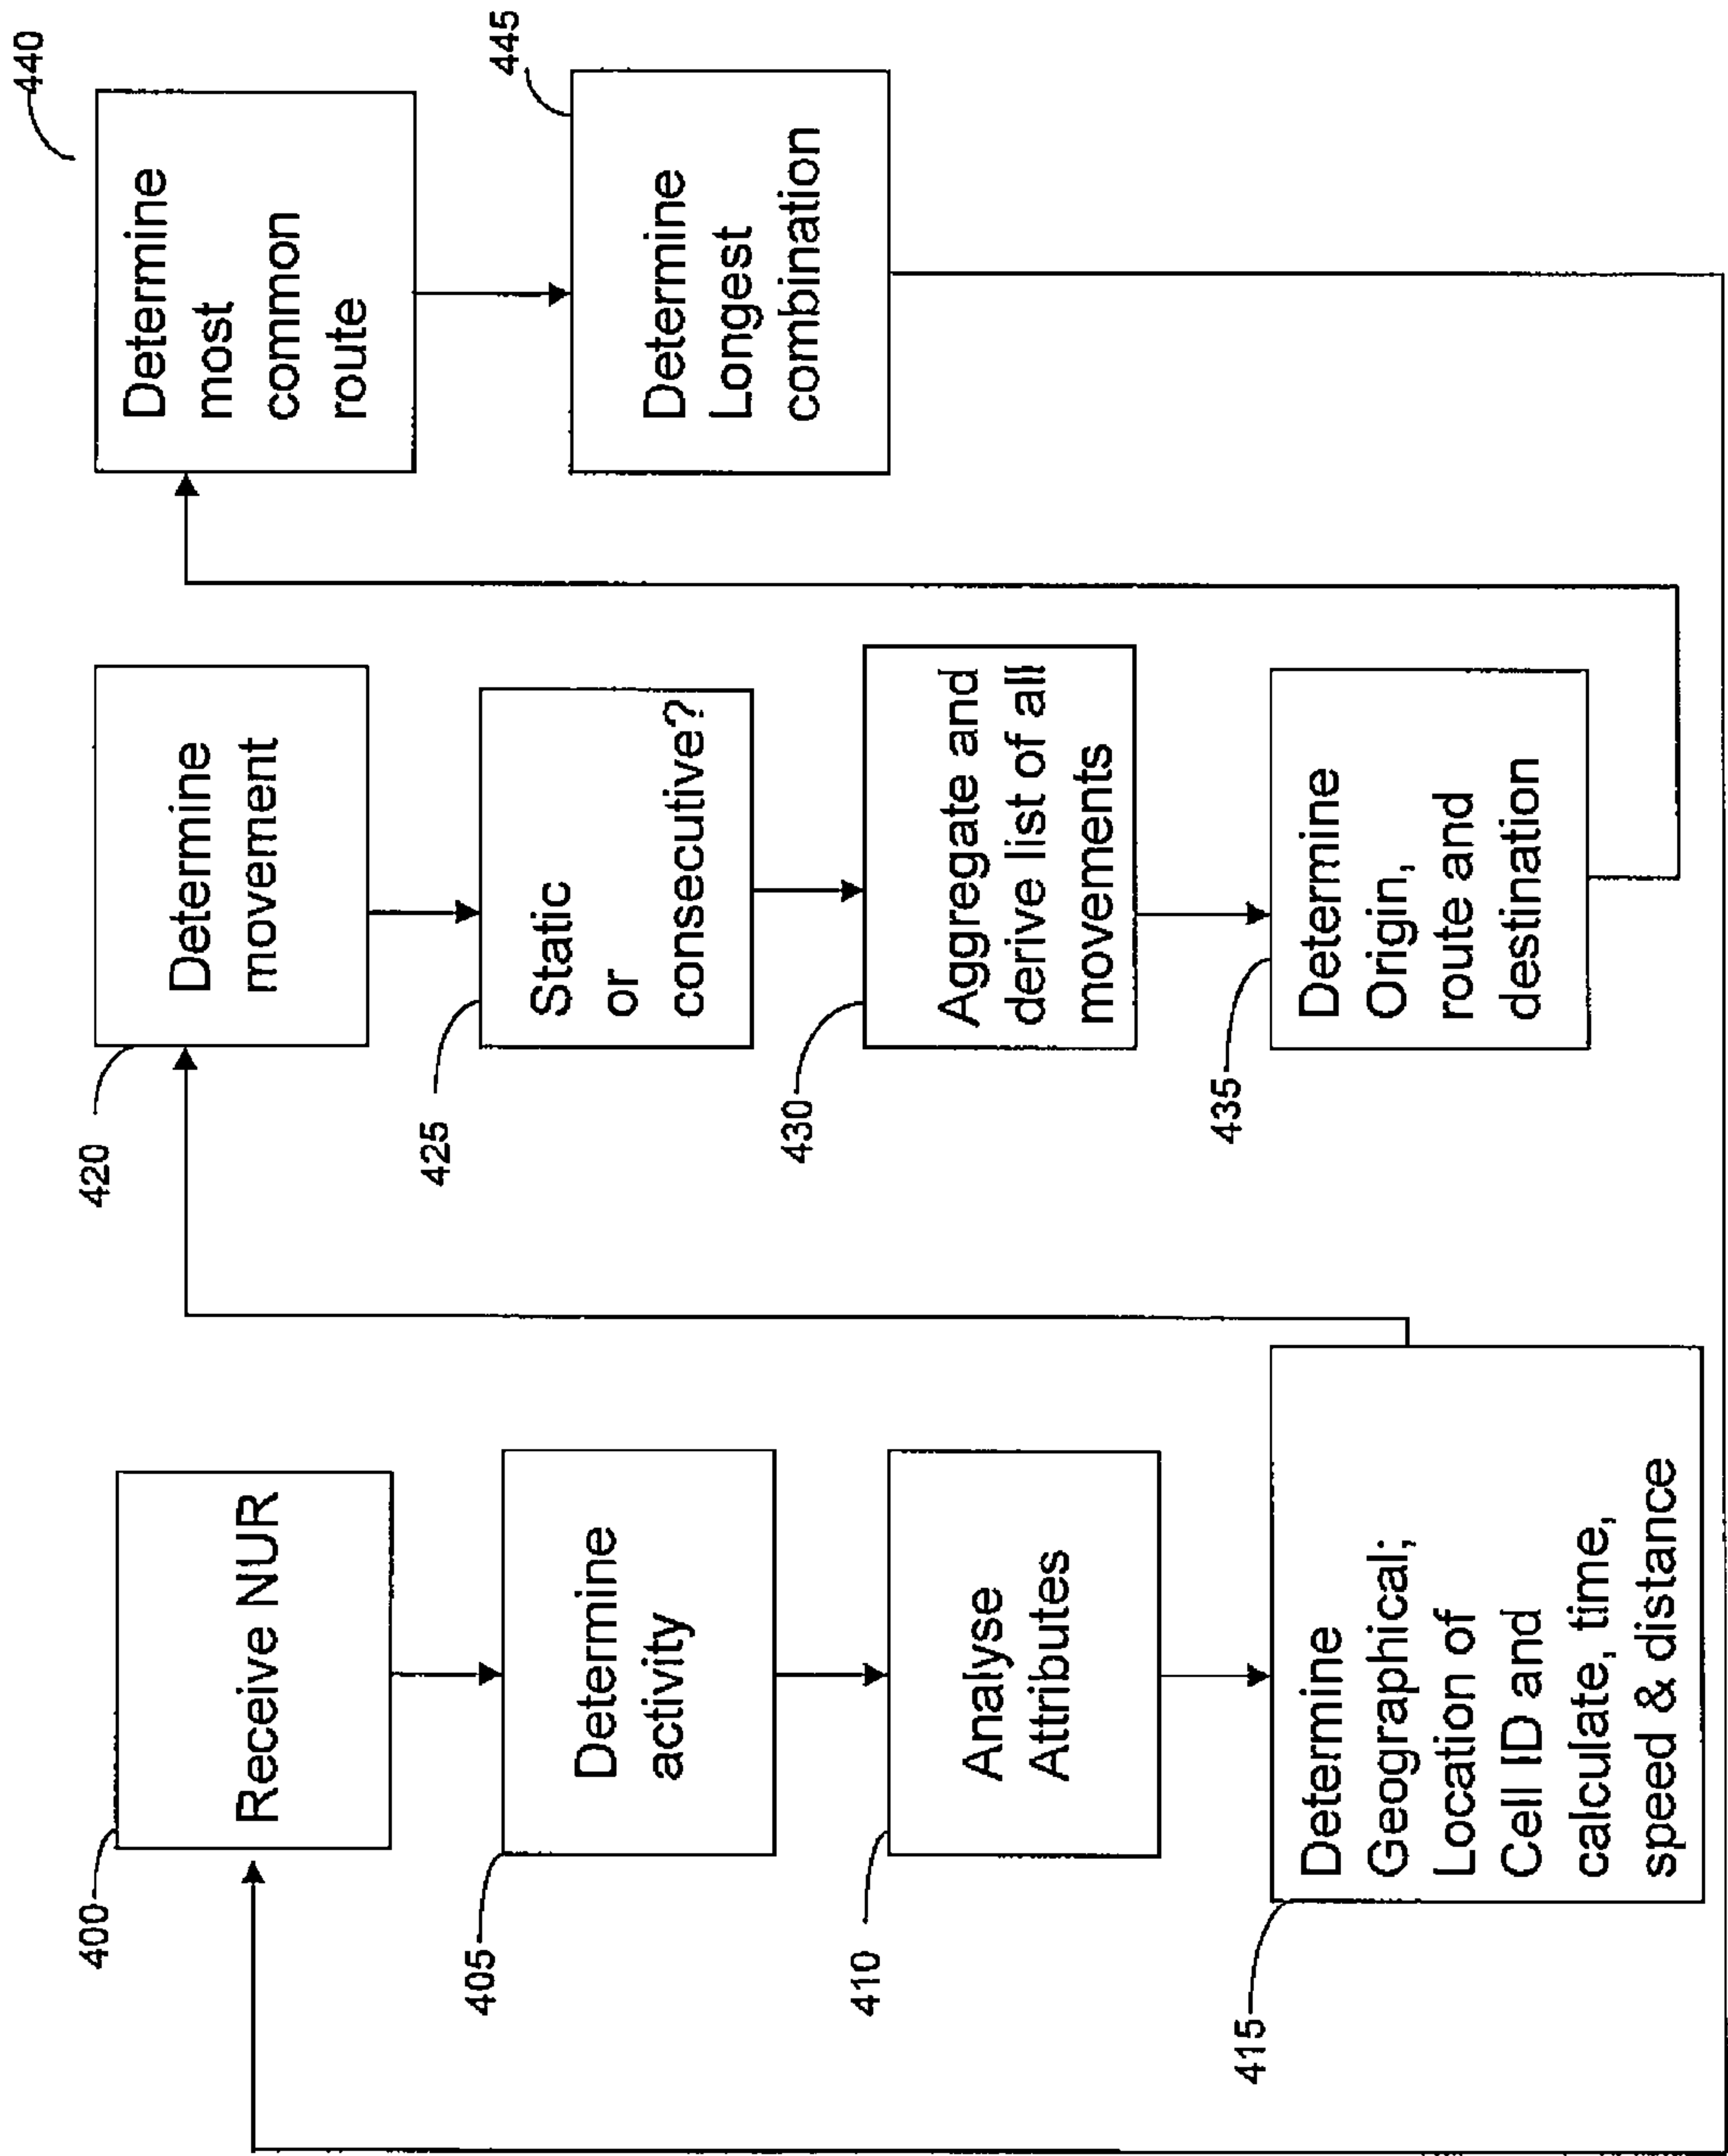 400
Receive NUR
405
Determine
activity
410
Analyse
Attributes
415
Determine
Geographical;
Location of
Cell ID and
calculate, time,
speed & distance
420
Determine
movement
425
Static
or
consecutive?
430
Aggregate and
derive list of all
movements
435
Determine
Origin,
route and
destination
440
Determine
most
common
route
445
Determine
Longest
combination